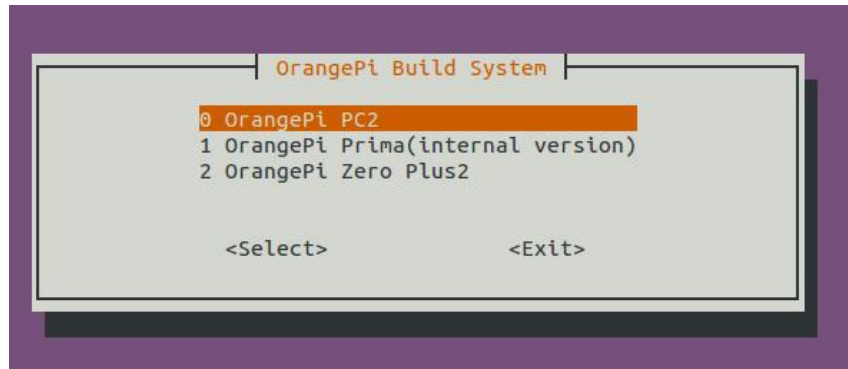 OrangePi Build System
0 OrangePi PC2
1 OrangePi Prima(internal version)
2 OrangePi Zero Plus2
<Select> <Exit>